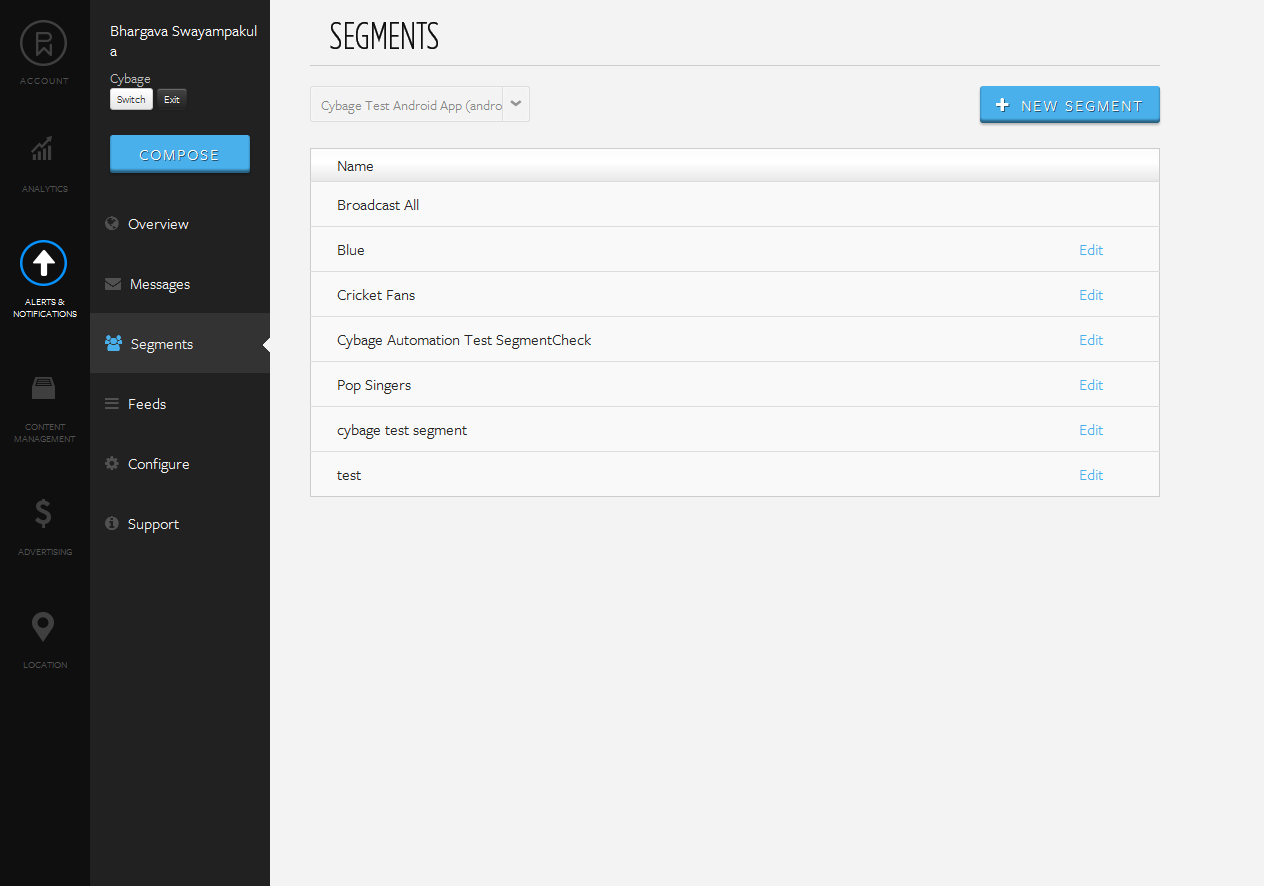 ACCOUNT
ANALYTICS
ALERTS &
NOTIFICATIONS
CONTENT
MANAGEMENT
ADVERTISING
LOCATION
Bhargava Swayampakul
a
Cybage
Switch Exit
COMPOSE
Overview
Messages
Segments
Feeds
Configure
Support
SEGMENTS
Cybage Test Android App (andro
NEW SEGMENT
Name
Broadcast All
Blue Edit
Cricket Fans Edit
Cybage Automation Test SegmentCheck Edit
Pop Singers Edit
cybage test segment Edit
test Edit